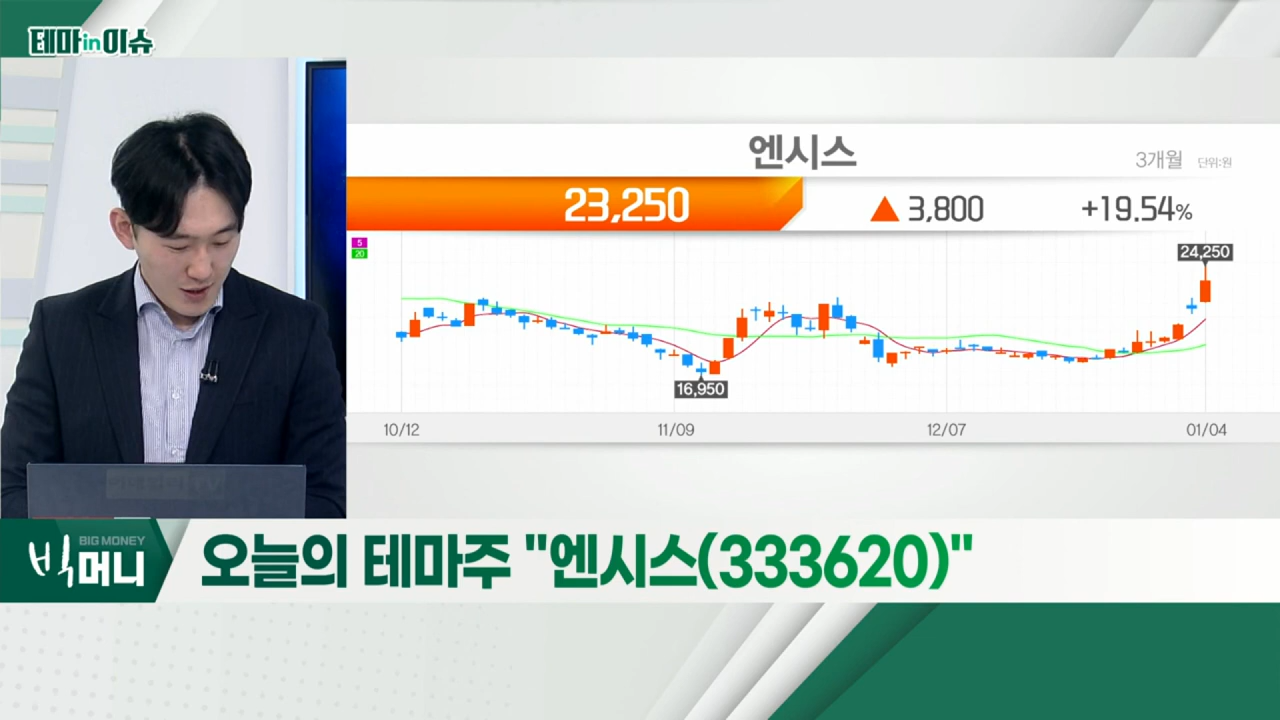 테마in이슈
엔시스
3개월 단위:원
23,250 ▲ 3,800 +19.54%
5
20
24,250
16,950
10/12 11/09 12/07 01/04
BIG MONEY
빅머니
오늘의 테마주 "엔시스(333620)"